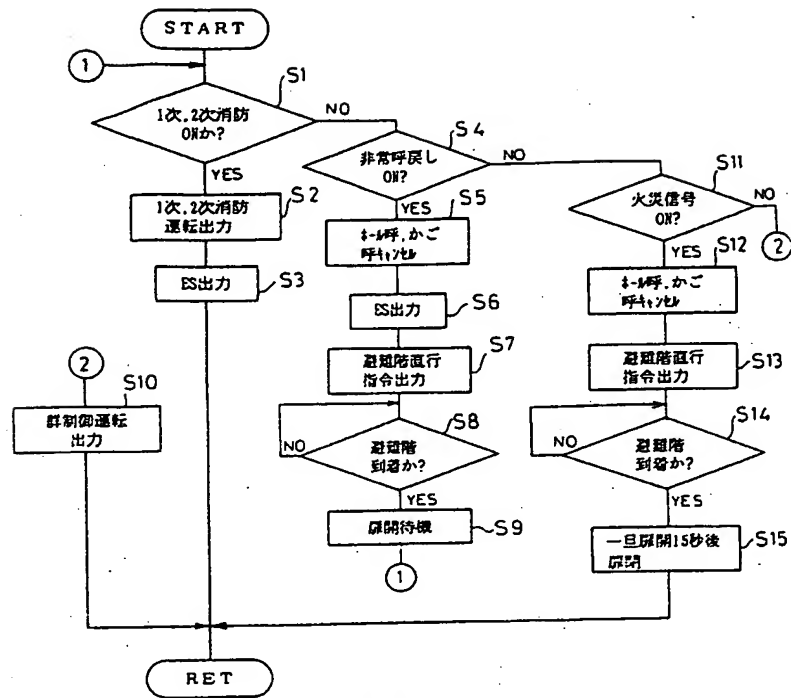 START
1
S1
1次.2次消防
ONか?
NO
YES
S2
1次.2次消防
運転出力
S3
ES出力
S4
非常呼戻し
ON?
NO
YES
S5
ホール呼.かご
呼キャンセル
S6
ES出力
S7
避難階直行
指令出力
S8
避難階
到着か?
NO
YES
S9
扉開待機
1
S11
火災信号
ON?
NO
2
YES
S12
ホール呼.かご
呼キャンセル
S13
避難階直行
指令出力
S14
避難階
到着か?
NO
YES
S15
一旦扉開15秒後
扉閉
2
S10
群制御運転
出力
RET